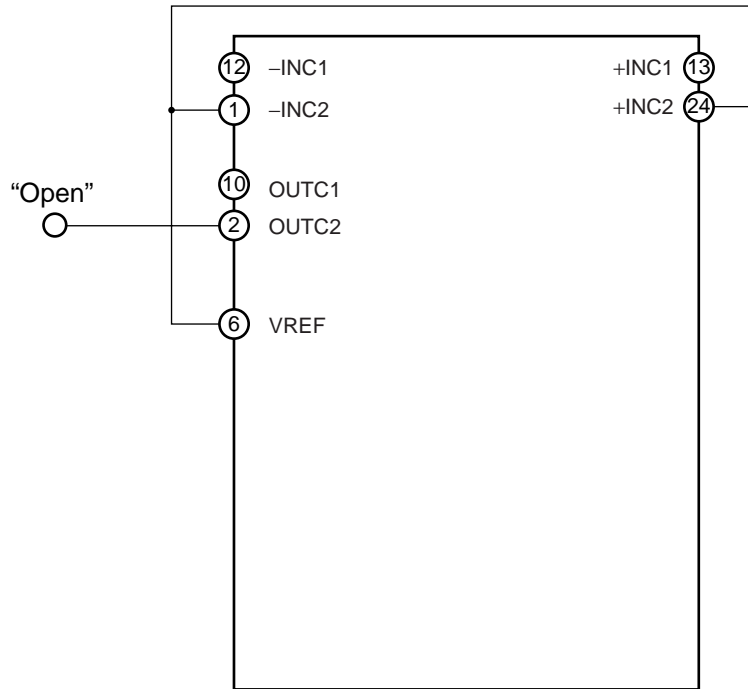 12 −INC1 +INC1 13
1 −INC2 +INC2 24
10 OUTC1
"Open"
2 OUTC2
6 VREF